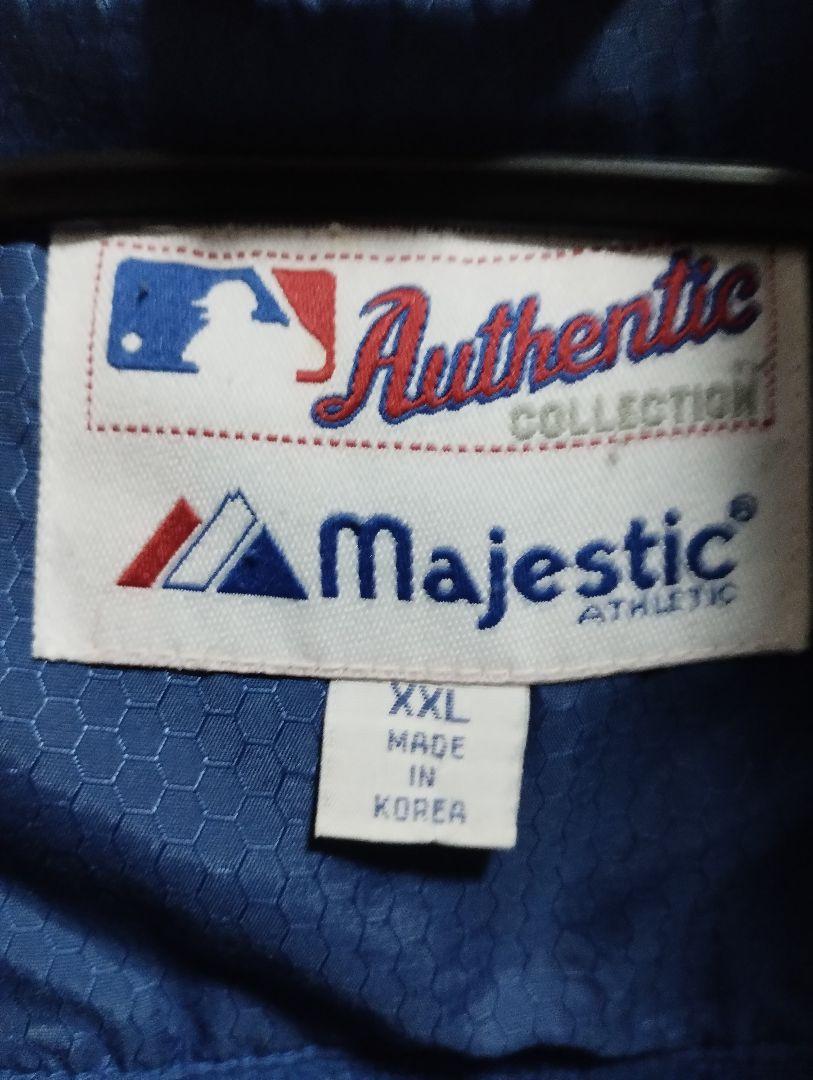 Authentic
COLLECTION
Majestic®
ATHLETIC
XXL
MADE
IN
KOREA